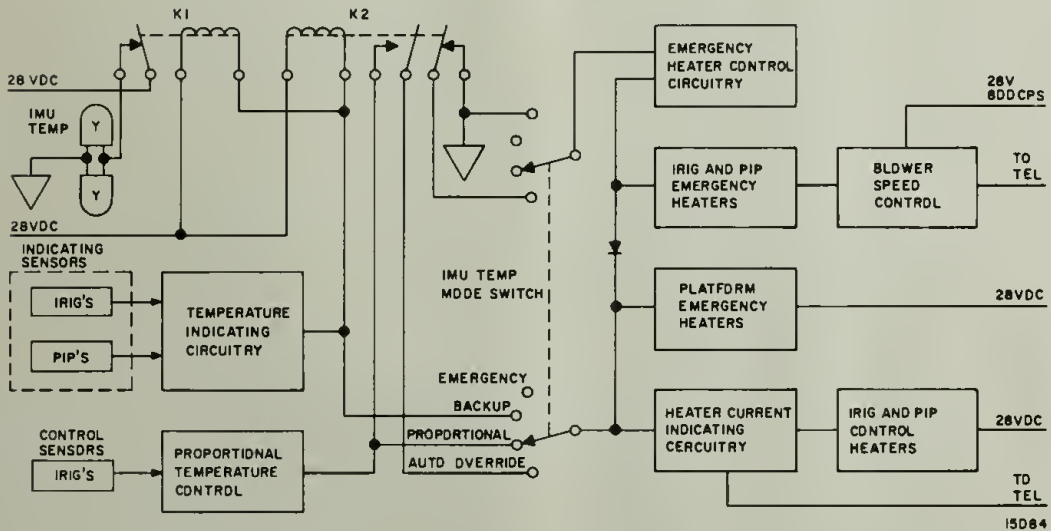 K1
K2
28 VDC
IMU
TEMP
Y
Y
28VDC
INDICATING
SENSORS
IRIG'S
PIP'S
TEMPERATURE
INDICATING
CIRCUITRY
CONTROL
SENSORS
IRIG'S
PROPORTIONAL
TEMPERATURE
CONTROL
IMU TEMP
MODE SWITCH
EMERGENCY
BACKUP
PROPORTIONAL
AUTO OVERRIDE
EMERGENCY
HEATER CONTROL
CIRCUITRY
IRIG AND PIP
EMERGENCY
HEATERS
BLOWER
SPEED
CONTROL
28V
800CPS
TO
TEL
PLATFORM
EMERGENCY
HEATERS
28VDC
HEATER CURRENT
INDICATING
CERCUITRY
IRIG AND PIP
CONTROL
HEATERS
28VDC
TO
TEL
15084